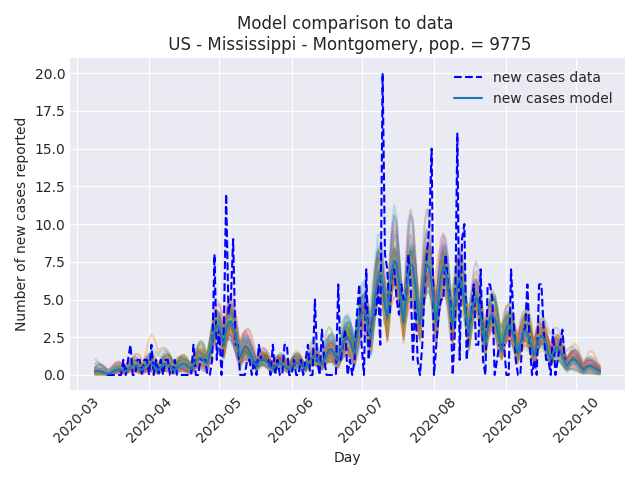 Model comparison to data
US - Mississippi - Montgomery, pop. = 9775
new cases data
new cases model
Number of new cases reported
20.0
17.5
15.0
12.5
10.0
7.5
5.0
2.5
0.0
2020-03
2020-04
2020-05
2020-06
2020-07
2020-08
2020-09
2020-10
Day